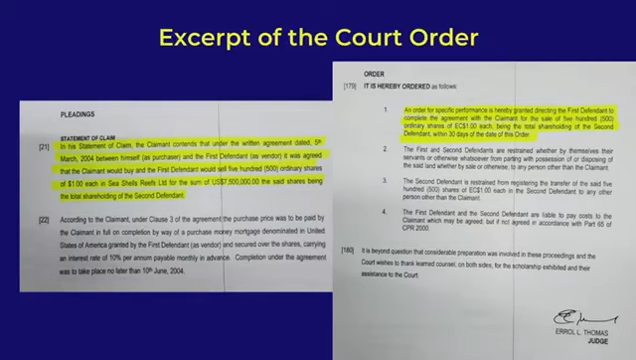 Excerpt of the Court Order
PLEADINGS
STATEMENT OF CLAIM
[21] In his Statement of Claim, the Claimant contends that under the written agreement dated, 5th
March, 2004 between himself (as purchaser) and the First Defendant (as vendor) it was agreed
that the Claimant would buy and the First Defendant would sell five hundred (500) ordinary shares
of $1.00 each in Sea Shells Reefs Ltd for the sum of US$7,500,000.00 the said shares being
the total shareholding of the Second Defendant.
[22] According to the Claimant, under Clause 3 of the agreement the purchase price was to be paid by
the Claimant in full on completion by way of a purchase money mortgage denominated in United
States of America granted by the First Defendant (as vendor) and secured over the shares, carrying
an interest rate of 10% per annum payable monthly in advance. Completion under the agreement
was to take place no later than 10th June, 2004.
ORDER
[179] IT IS HEREBY ORDERED as follows:
1. An order for specific performance is hereby granted directing the First Defendant to
complete the agreement with the Claimant for the sale of five hundred (500)
ordinary shares of EC$1.00 each, being the total shareholding of the Second
Defendant, within 30 days of the date of this Order.
2. The First and Second Defendants are restrained whether by themselves their
servants or otherwise whatsoever from parting with possession of or disposing of
the said land whether by sale or otherwise, to any person other than the Claimant.
3. The Second Defendant is restrained from registering the transfer of the said five
hundred (500) shares of EC$1.00 each in the Second Defendant to any other
person other than the Claimant.
4. The First Defendant and the Second Defendant are liable to pay costs to the
Claimant which may be agreed, but if not agreed in accordance with Part 65 of
CPR 2000.
[180] It is beyond question that considerable preparation was involved in these proceedings and the
Court wishes to thank learned counsel, on both sides, for the scholarship exhibited and their
assistance to the Court.
ERROL L. THOMAS
JUDGE